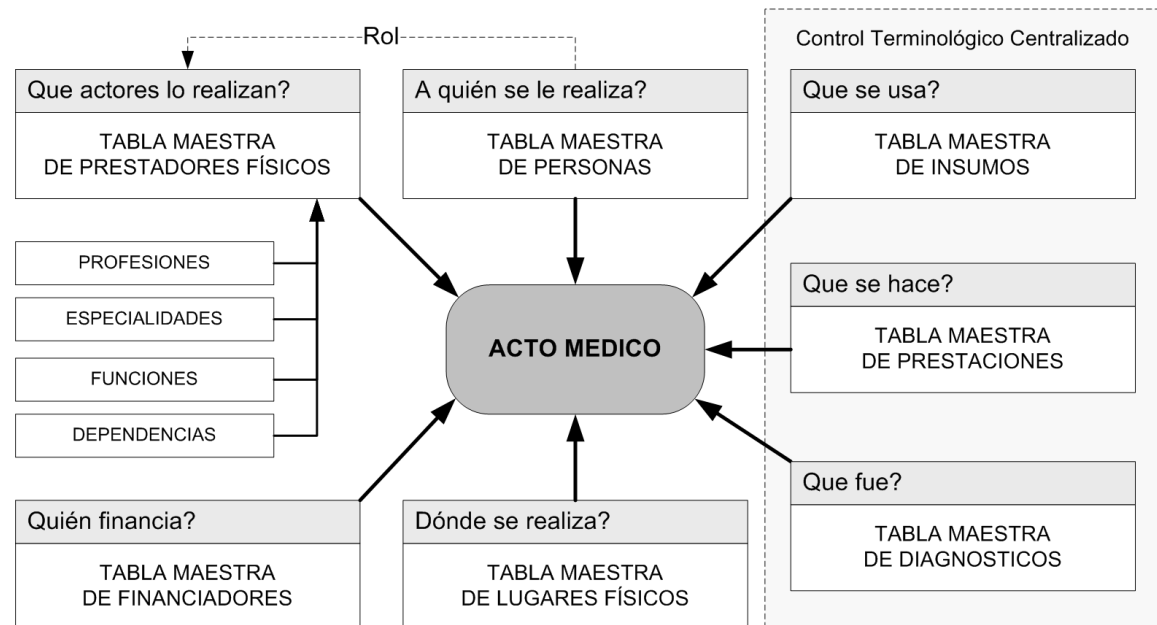 Rol
Control Terminológico Centralizado
Que actores lo realizan?
TABLA MAESTRA
DE PRESTADORES FÍSICOS
A quién se le realiza?
TABLA MAESTRA
DE PERSONAS
Que se usa?
TABLA MAESTRA
DE INSUMOS
PROFESIONES
ESPECIALIDADES
FUNCIONES
DEPENDENCIAS
ACTO MEDICO
Que se hace?
TABLA MAESTRA
DE PRESTACIONES
Que fue?
TABLA MAESTRA
DE DIAGNOSTICOS
Quién financia?
TABLA MAESTRA
DE FINANCIADORES
Dónde se realiza?
TABLA MAESTRA
DE LUGARES FÍSICOS